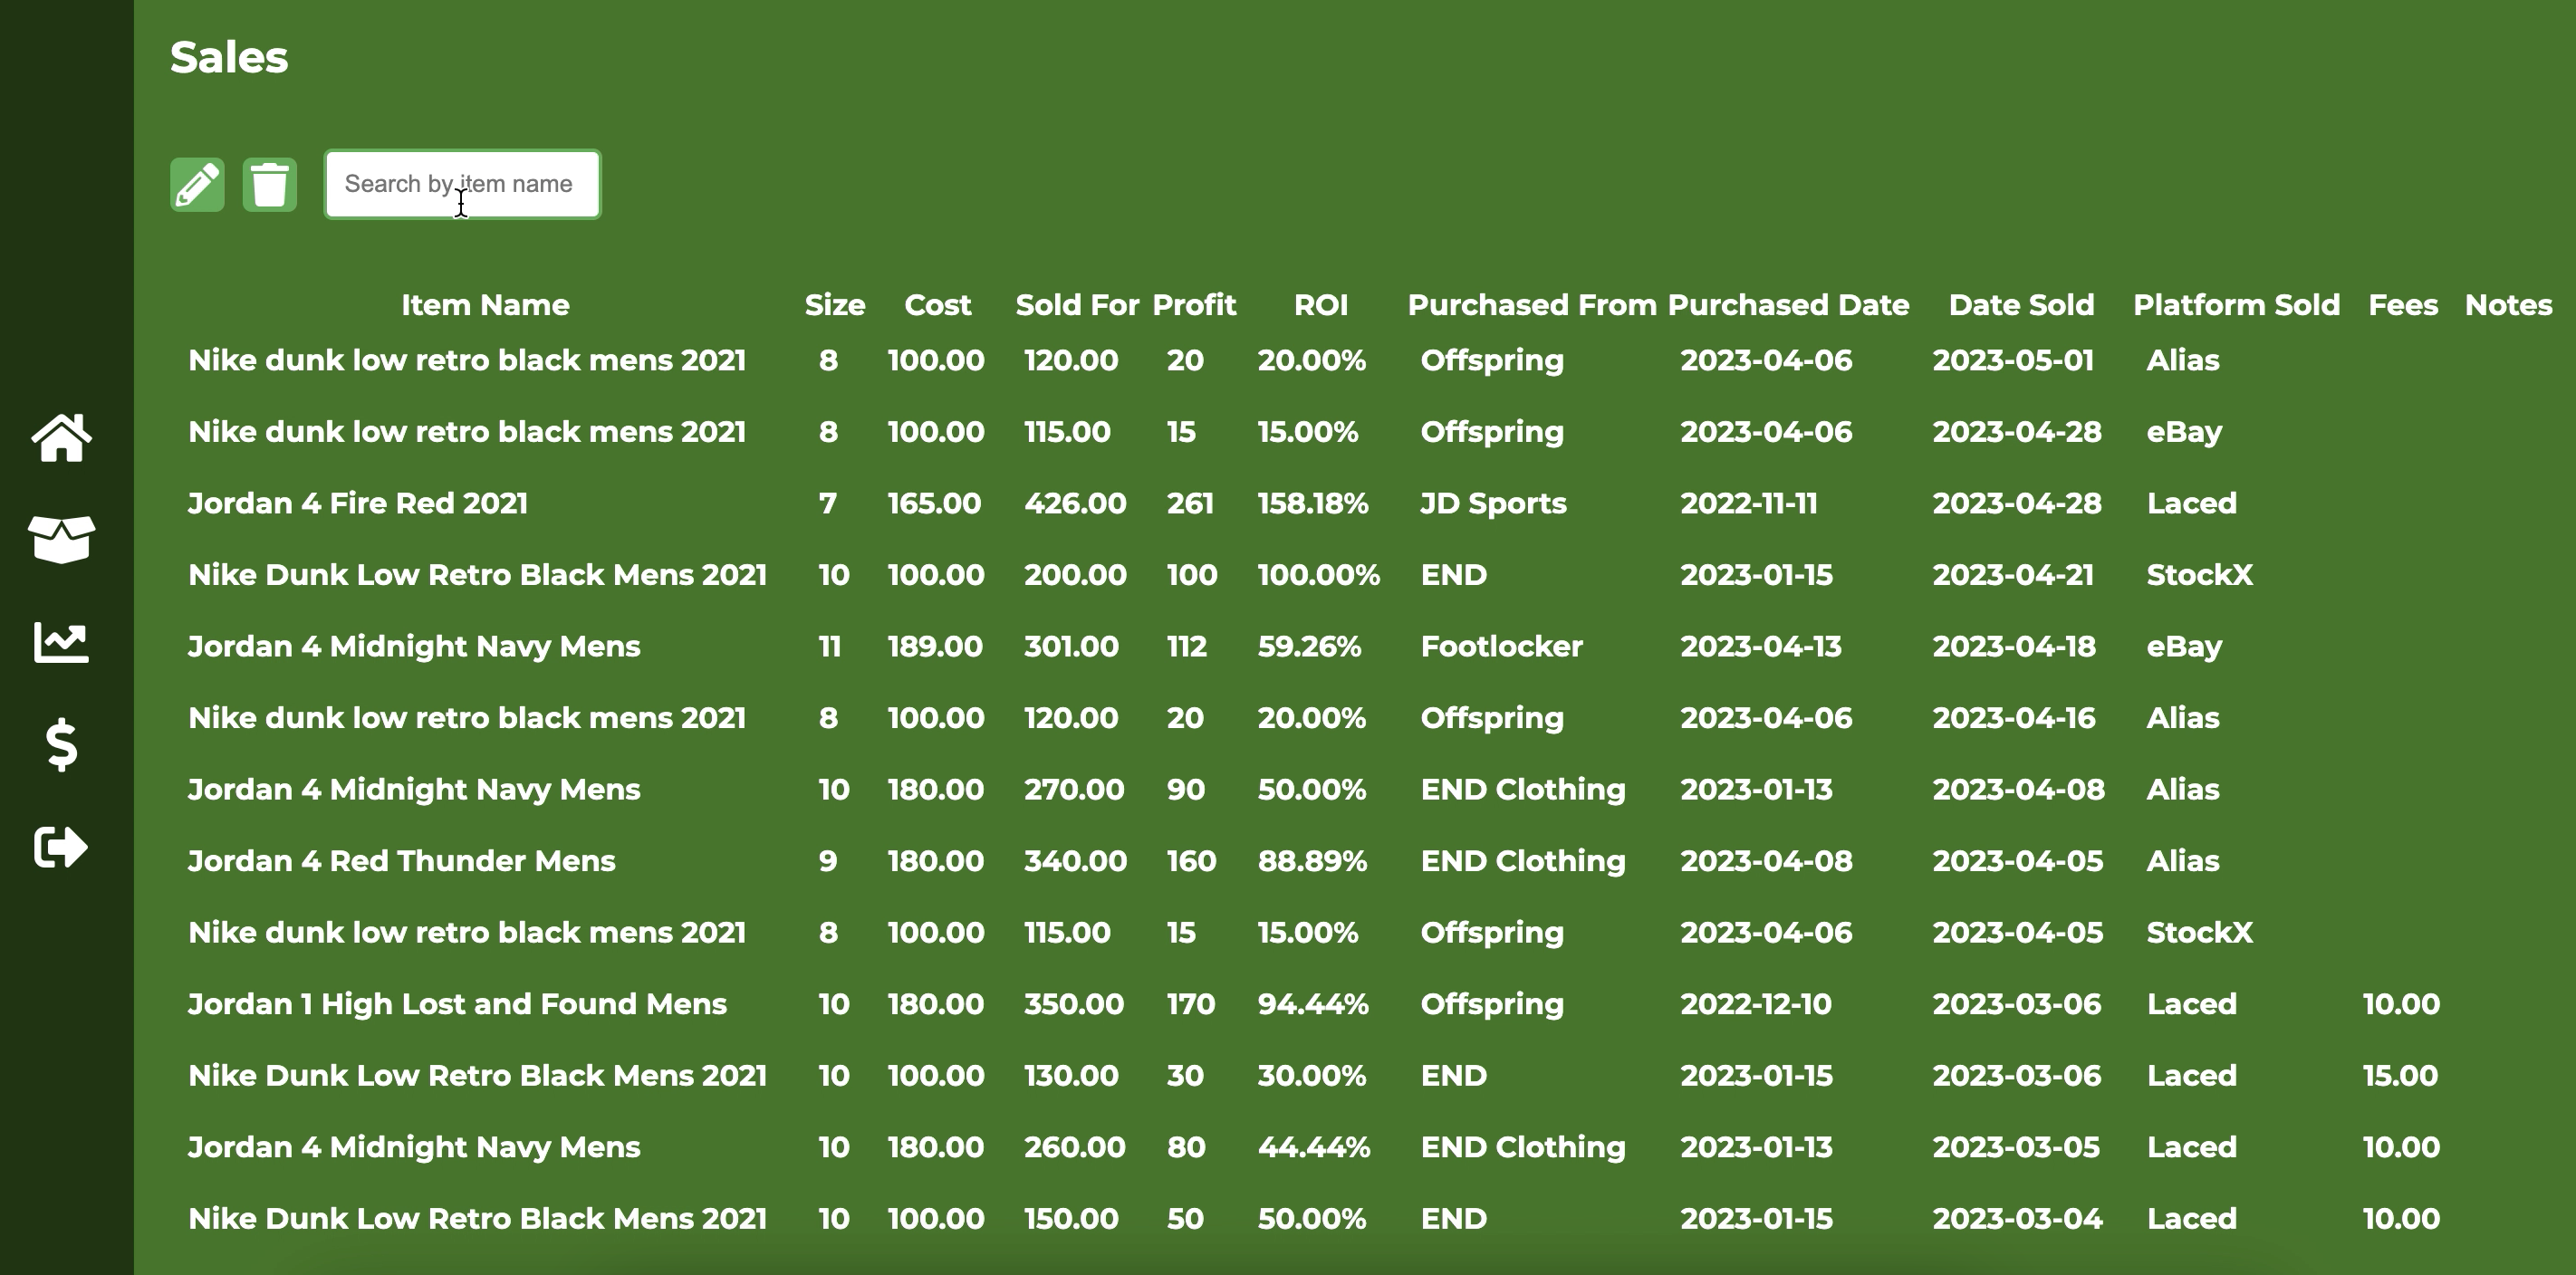 Sales
Search by item name
Item Name Size Cost Sold For Profit ROI Purchased From Purchased Date Date Sold Platform Sold Fees Notes
Nike dunk low retro black mens 2021 8 100.00 120.00 20 20.00% Offspring 2023-04-06 2023-05-01 Alias
Nike dunk low retro black mens 2021 8 100.00 115.00 15 15.00% Offspring 2023-04-06 2023-04-28 eBay
Jordan 4 Fire Red 2021 7 165.00 426.00 261 158.18% JD Sports 2022-11-11 2023-04-28 Laced
Nike Dunk Low Retro Black Mens 2021 10 100.00 200.00 100 100.00% END 2023-01-15 2023-04-21 StockX
Jordan 4 Midnight Navy Mens 11 189.00 301.00 112 59.26% Footlocker 2023-04-13 2023-04-18 eBay
Nike dunk low retro black mens 2021 8 100.00 120.00 20 20.00% Offspring 2023-04-06 2023-04-16 Alias
Jordan 4 Midnight Navy Mens 10 180.00 270.00 90 50.00% END Clothing 2023-01-13 2023-04-08 Alias
Jordan 4 Red Thunder Mens 9 180.00 340.00 160 88.89% END Clothing 2023-04-08 2023-04-05 Alias
Nike dunk low retro black mens 2021 8 100.00 115.00 15 15.00% Offspring 2023-04-06 2023-04-05 StockX
Jordan 1 High Lost and Found Mens 10 180.00 350.00 170 94.44% Offspring 2022-12-10 2023-03-06 Laced 10.00
Nike Dunk Low Retro Black Mens 2021 10 100.00 130.00 30 30.00% END 2023-01-15 2023-03-06 Laced 15.00
Jordan 4 Midnight Navy Mens 10 180.00 260.00 80 44.44% END Clothing 2023-01-13 2023-03-05 Laced 10.00
Nike Dunk Low Retro Black Mens 2021 10 100.00 150.00 50 50.00% END 2023-01-15 2023-03-04 Laced 10.00